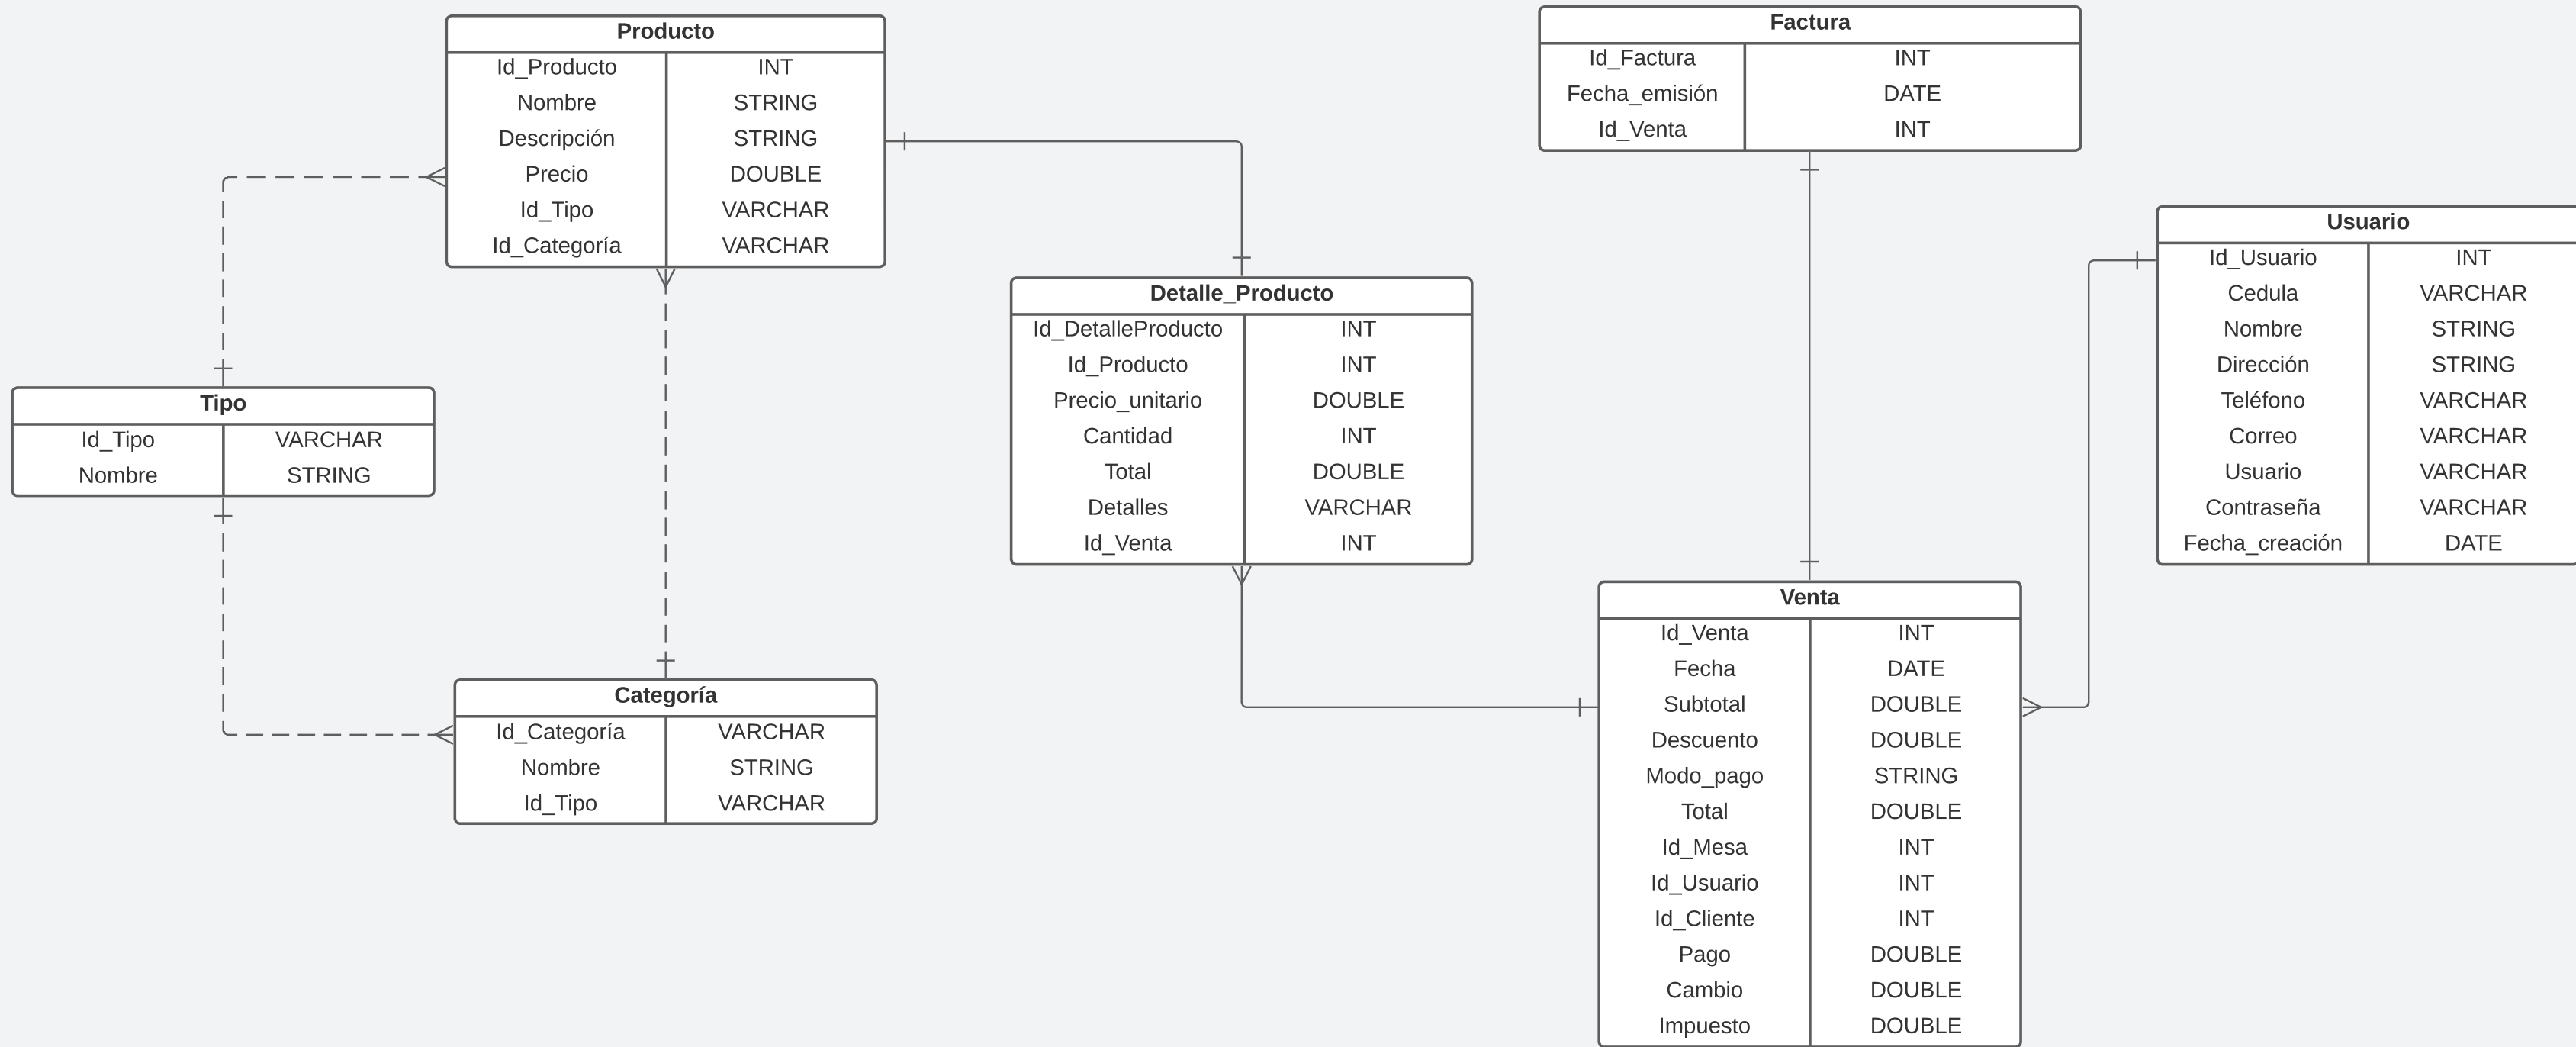 Producto
Id_Producto INT
Nombre STRING
Descripción STRING
Precio DOUBLE
Id_Tipo VARCHAR
Id_Categoría VARCHAR
Factura
Id_Factura INT
Fecha_emisión DATE
Id_Venta INT
Usuario
Id_Usuario INT
Cedula VARCHAR
Nombre STRING
Dirección STRING
Teléfono VARCHAR
Correo VARCHAR
Usuario VARCHAR
Contraseña VARCHAR
Fecha_creación DATE
Detalle_Producto
Id_DetalleProducto INT
Id_Producto INT
Precio_unitario DOUBLE
Cantidad INT
Total DOUBLE
Detalles VARCHAR
Id_Venta INT
Tipo
Id_Tipo VARCHAR
Nombre STRING
Venta
Id_Venta INT
Fecha DATE
Subtotal DOUBLE
Descuento DOUBLE
Modo_pago STRING
Total DOUBLE
Id_Mesa INT
Id_Usuario INT
Id_Cliente INT
Pago DOUBLE
Cambio DOUBLE
Impuesto DOUBLE
Categoría
Id_Categoría VARCHAR
Nombre STRING
Id_Tipo VARCHAR